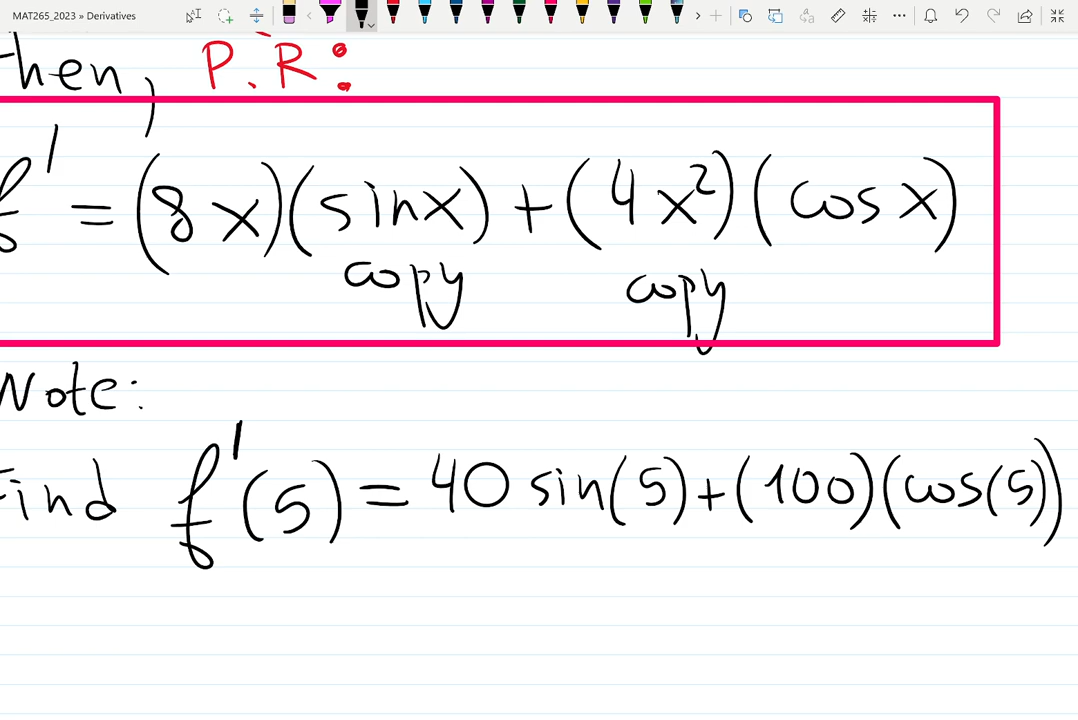 MAT265_2023 » Derivatives
then, P.R:
f' = (8x)(sinx) + (4x²)(cosx)
copy copy
Note:
Find f'(5) = 40 sin(5) + (100)(cos(5))